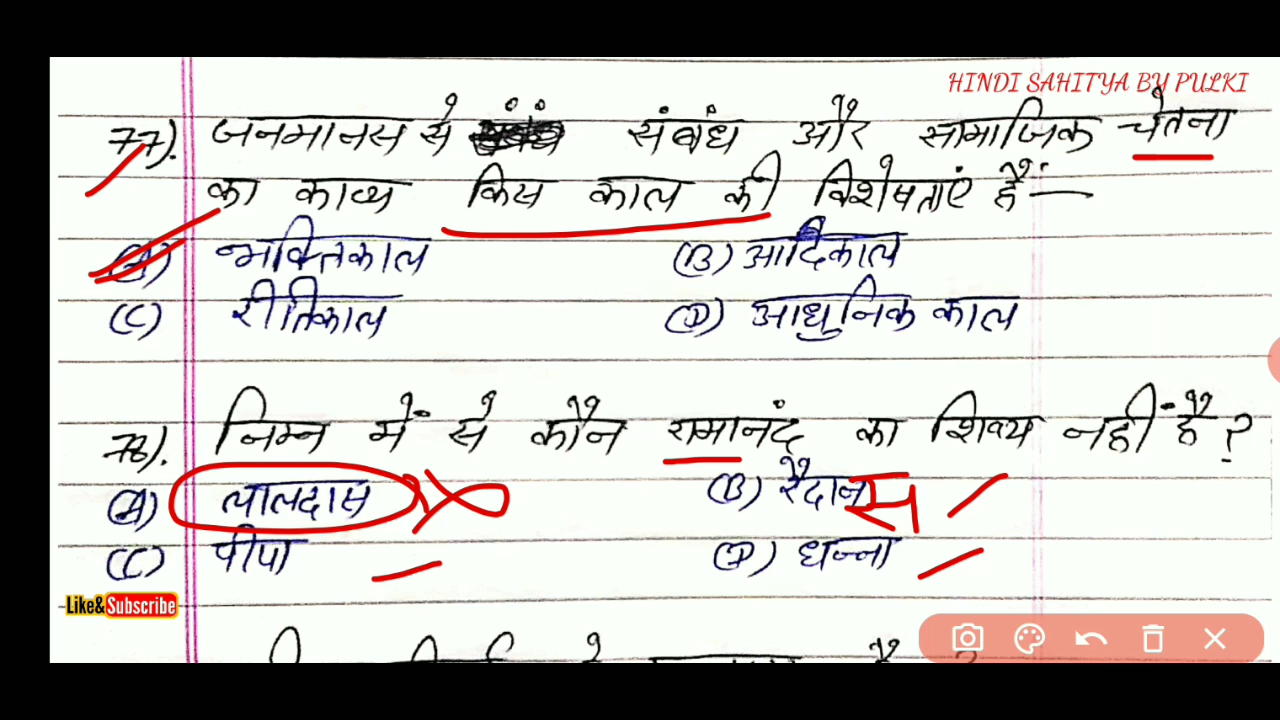 HINDI SAHITYA BY PULKI
77). जनमानस से संबंध और सामाजिक चेतना
का काव्य किस काल की विशेषताएं हैं:—
(A) भक्तिकाल (B) आदिकाल
(C) रीतिकाल (D) आधुनिक काल
78). निम्न में से कौन रामानंद का शिष्य नहीं है ?
(A) लालदास (B) रैदास
(C) पीपा (D) धन्ना
Like& Subscribe